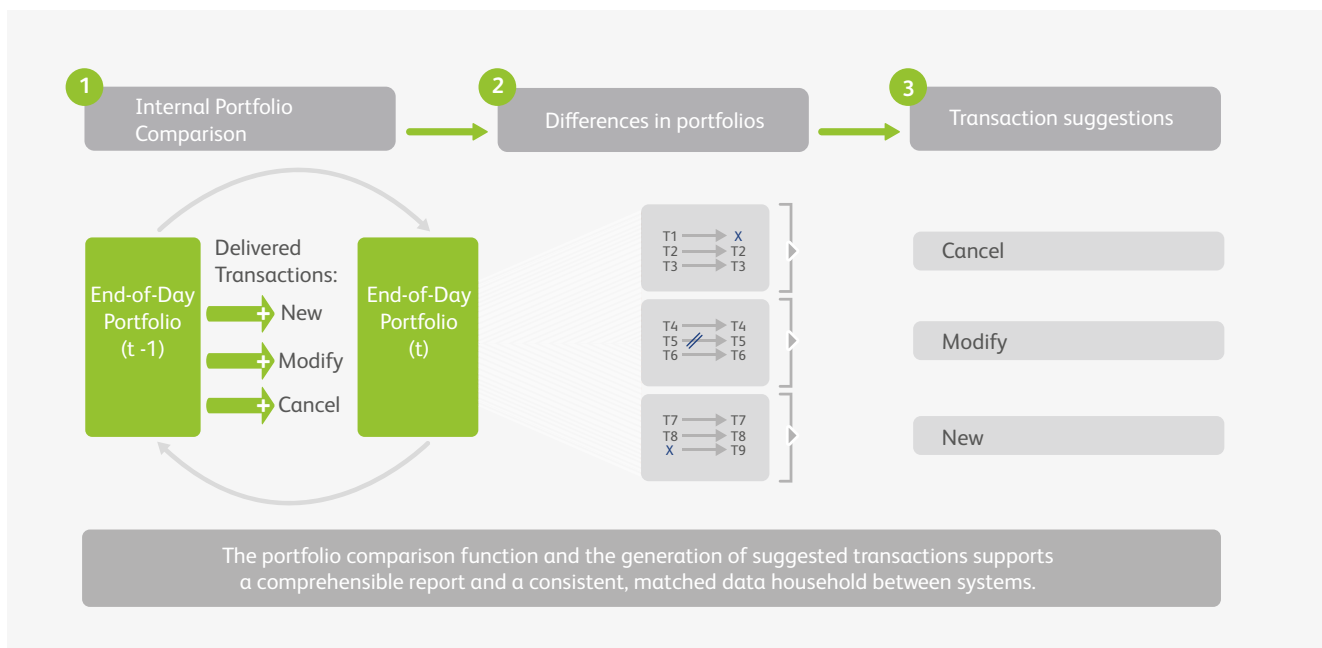 1
Internal Portfolio
Comparison
2
Differences in portfolios
3
Transaction suggestions
End-of-Day
Portfolio
(t -1)
Delivered
Transactions:
New
Modify
Cancel
End-of-Day
Portfolio
(t)
T1 X
T2 T2
T3 T3
T4 T4
T5 T5
T6 T6
T7 T7
T8 T8
X T9
Cancel
Modify
New
The portfolio comparison function and the generation of suggested transactions supports
a comprehensible report and a consistent, matched data household between systems.